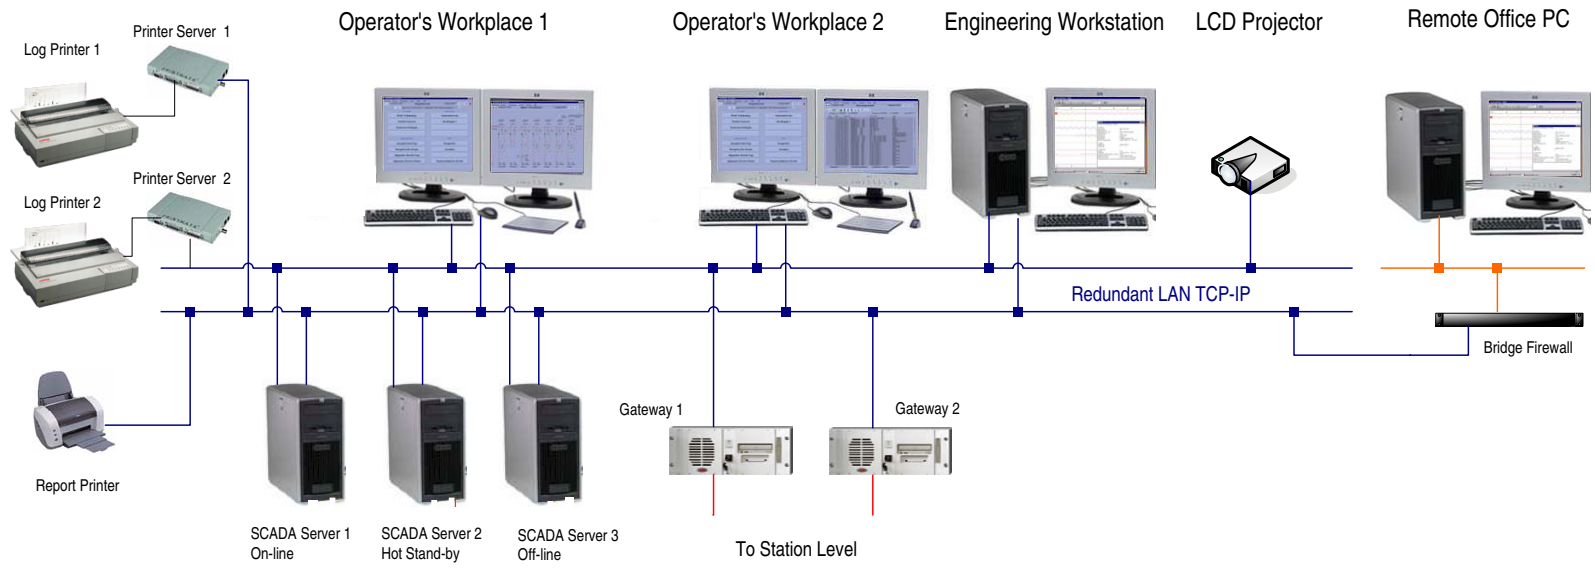 Operator's Workplace 1
Operator's Workplace 2
Engineering Workstation
LCD Projector
Remote Office PC
Printer Server 1
Log Printer 1
Printer Server 2
Log Printer 2
Redundant LAN TCP-IP
Bridge Firewall
Gateway 1
Gateway 2
Report Printer
SCADA Server 1
On-line
SCADA Server 2
Hot Stand-by
SCADA Server 3
Off-line
To Station Level